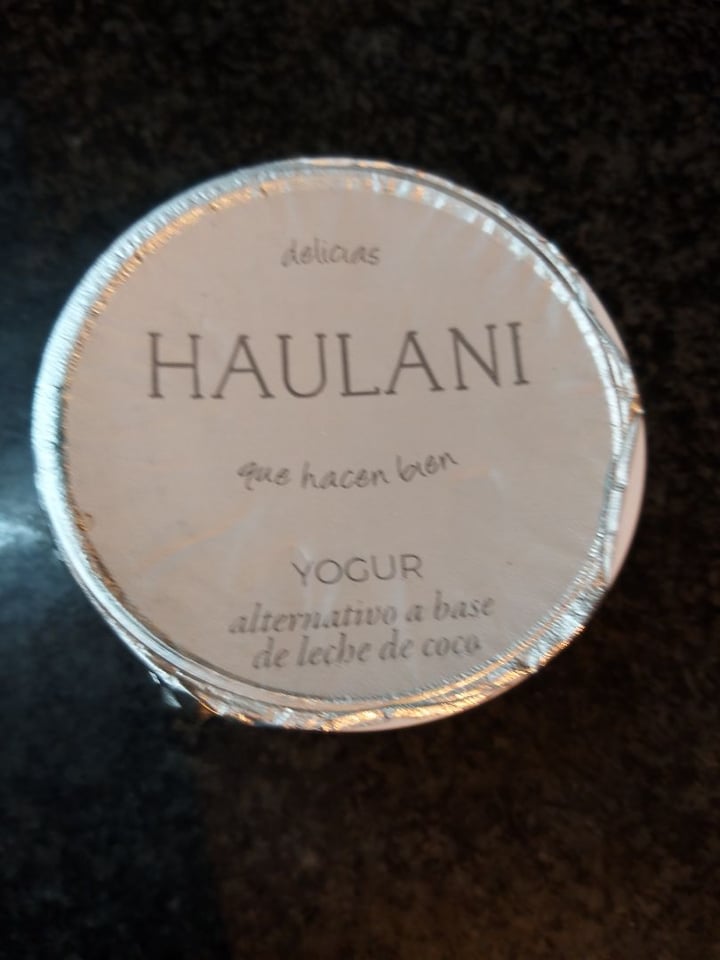 delicias
HAULANI
que hacen bien
YOGUR
alternativo a base
de leche de coco